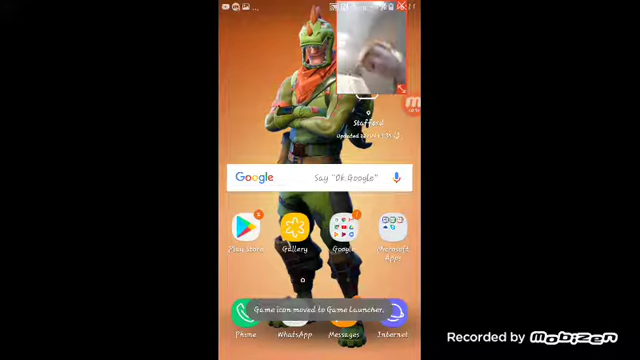 Stafford
Google
Say "Ok Google"
Play Store
Gallery
Google
Microsoft
Apps
Game icon moved to Game Launcher.
Phone
WhatsApp
Messages
Internet
Recorded by Mobizen